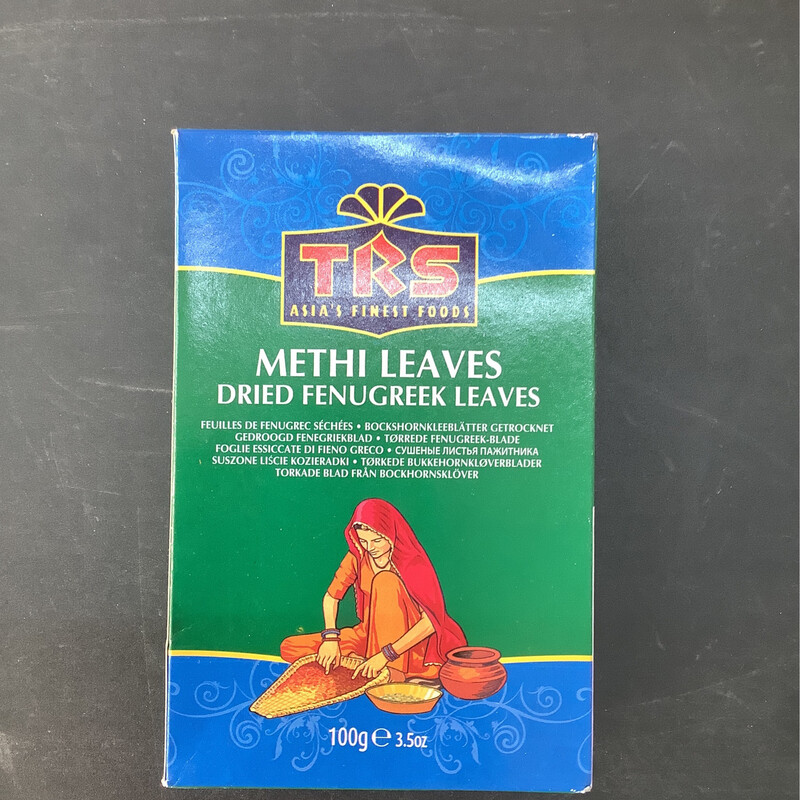 TRS
ASIA'S FINEST FOODS
METHI LEAVES
DRIED FENUGREEK LEAVES
FEUILLES DE FENUGREC SÉCHÉES • BOCKSHORNKLEEBLÄTTER GETROCKNET
GEDROOGD FENEGRIEKBLAD • TØRREDE FENUGREEK-BLADE
FOGLIE ESSICCATE DI FIENO GRECO • СУШЕНЫЕ ЛИСТЬЯ ПАЖИТНИКА
SUSZONE LIŚCIE KOZIERADKI • TØRKEDE BUKKEHORNKLØVERBLADER
TORKADE BLAD FRÅN BOCKHORNSKLÖVER
100g ℮ 3.5oz